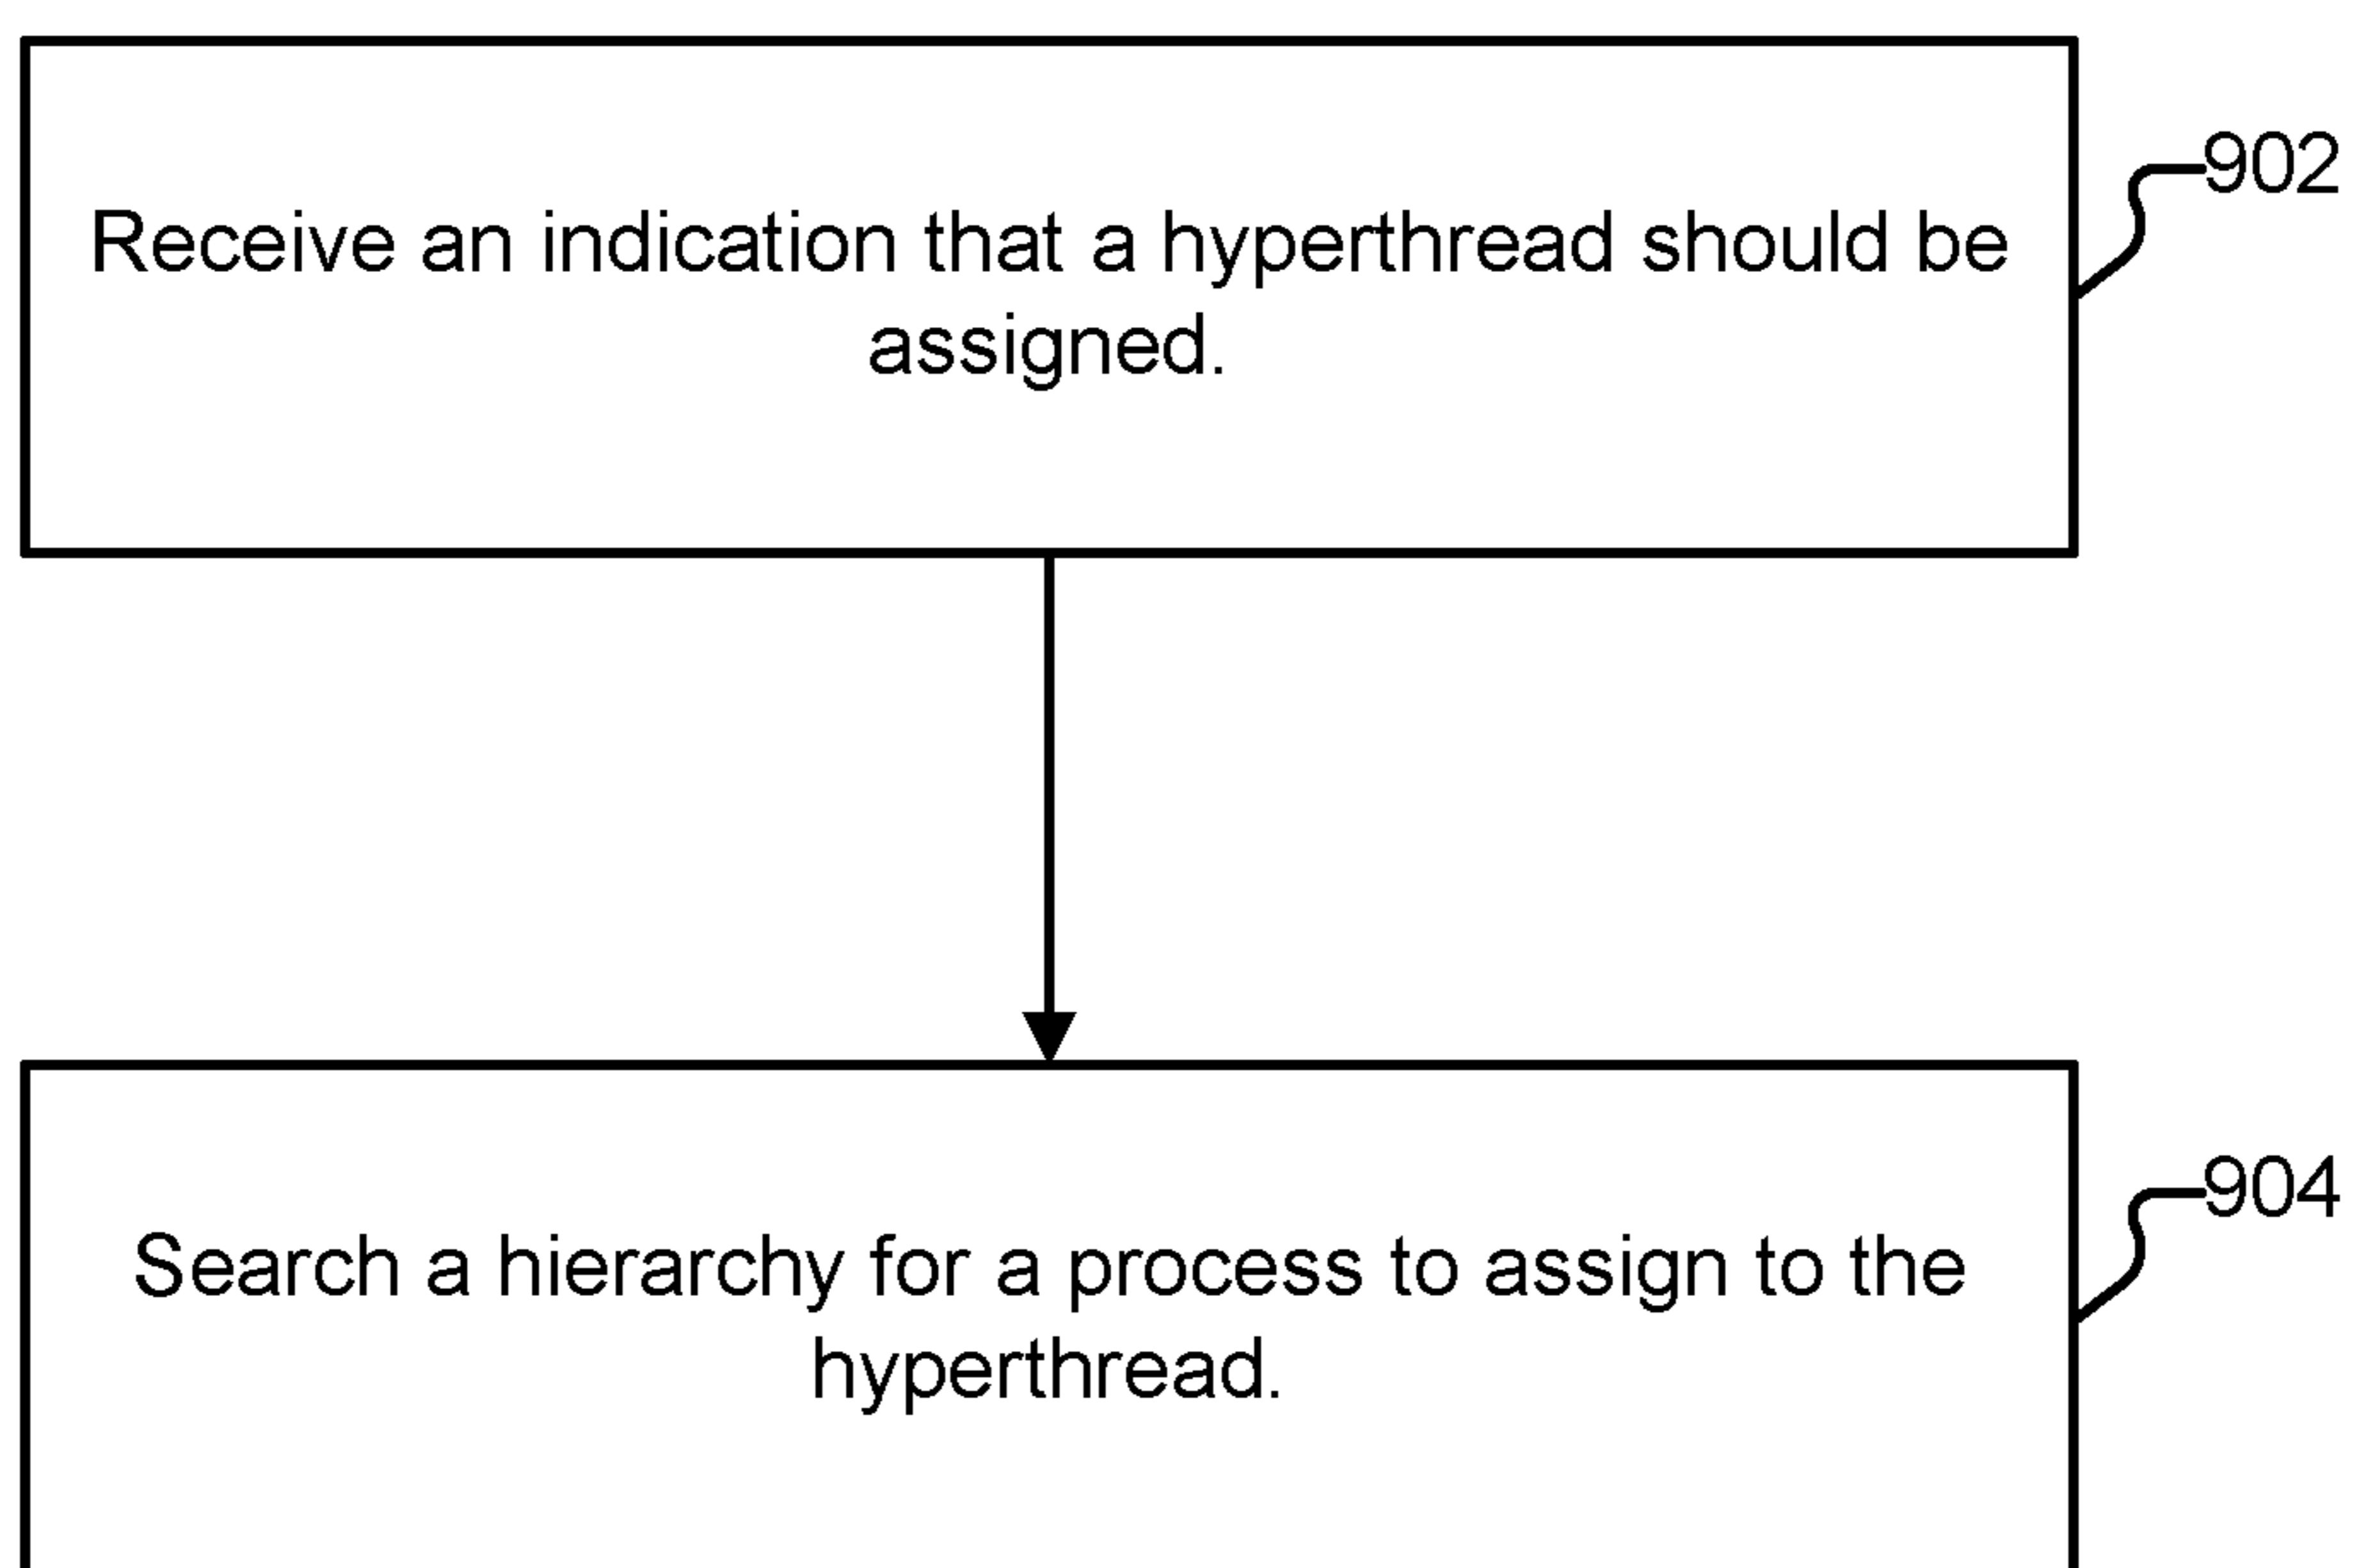 902
Receive an indication that a hyperthread should be
assigned.
904
Search a hierarchy for a process to assign to the
hyperthread.